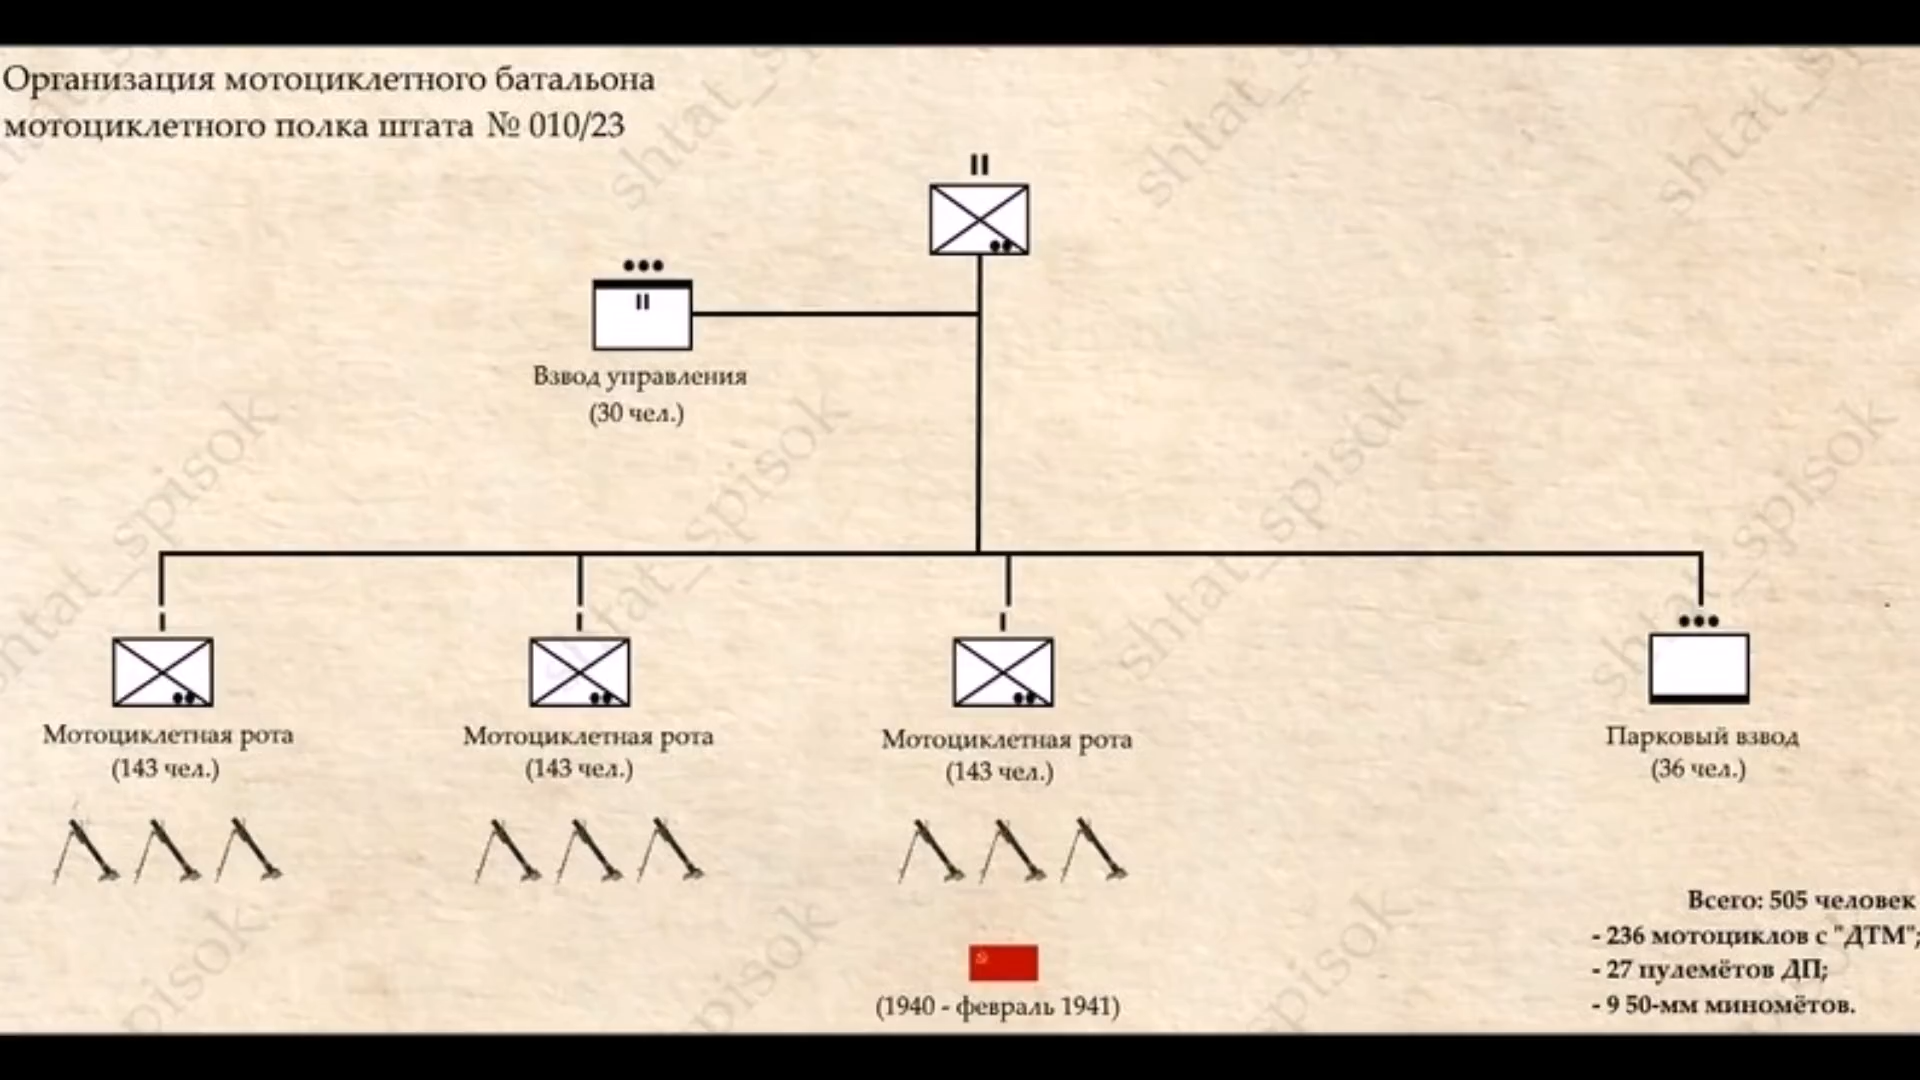 Организация мотоциклетного батальона
мотоциклетного полка штата № 010/23
Взвод управления
(30 чел.)
Мотоциклетная рота
(143 чел.)
Мотоциклетная рота
(143 чел.)
Мотоциклетная рота
(143 чел.)
Парковый взвод
(36 чел.)
Всего: 505 человек
- 236 мотоциклов с "ДТМ";
- 27 пулемётов ДП;
- 9 50-мм миномётов.
(1940 - февраль 1941)
shtat_spisok